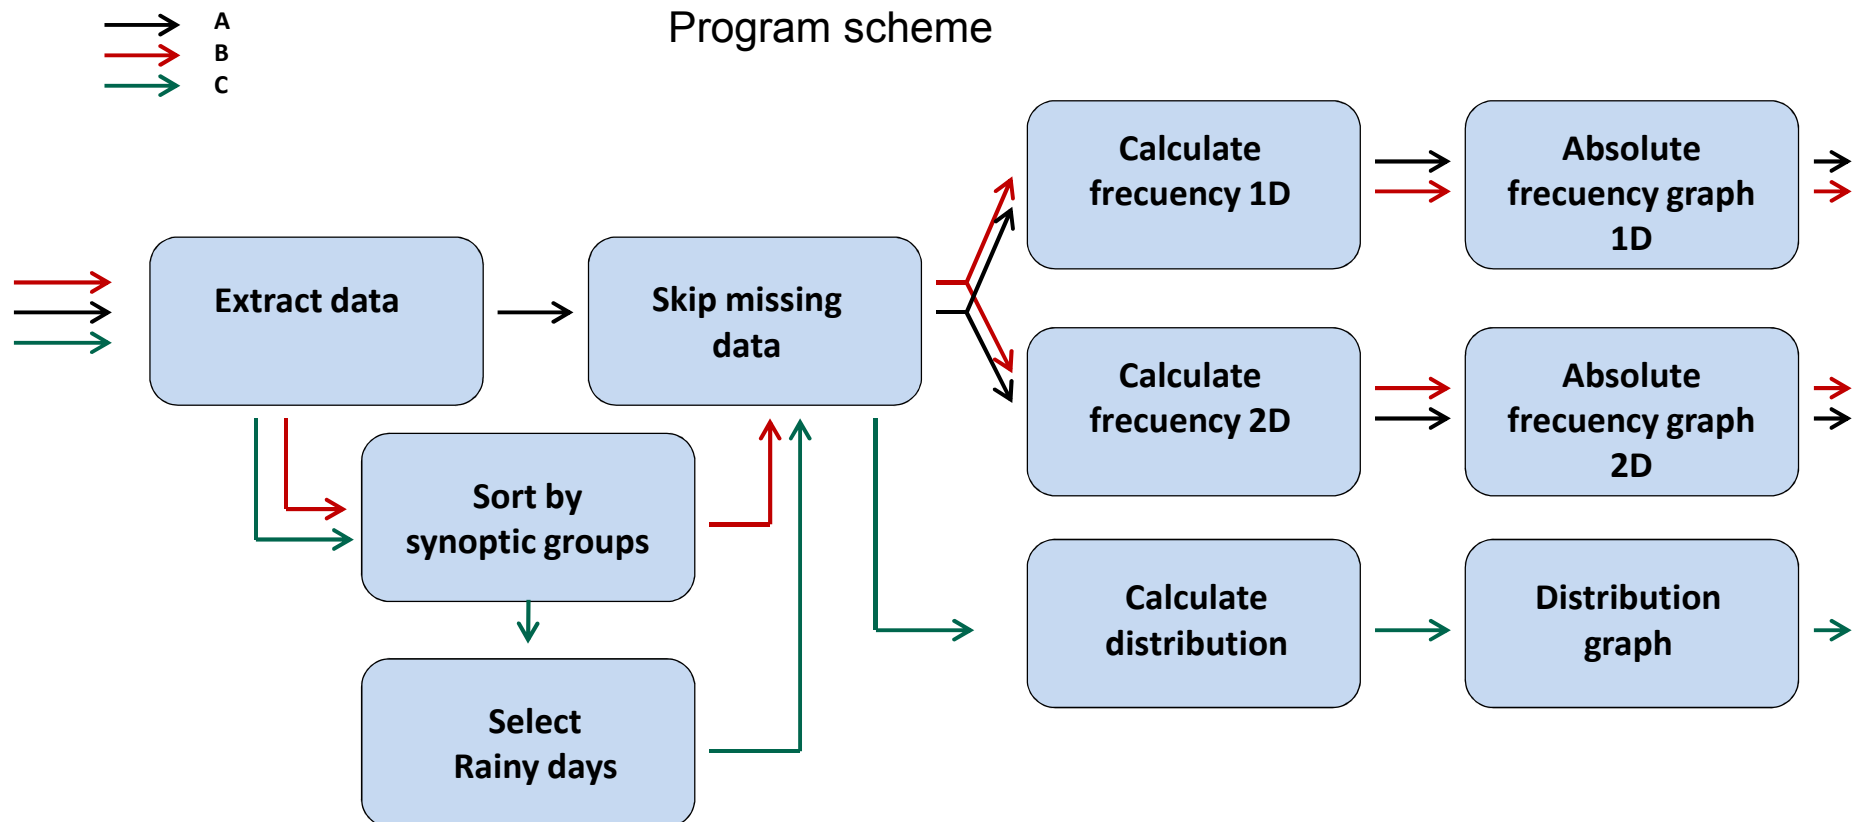 A
B
C
Program scheme
Extract data
Skip missing
data
Calculate
frecuency 1D
Absolute
frecuency graph
1D
Calculate
frecuency 2D
Absolute
frecuency graph
2D
Sort by
synoptic groups
Calculate
distribution
Distribution
graph
Select
Rainy days